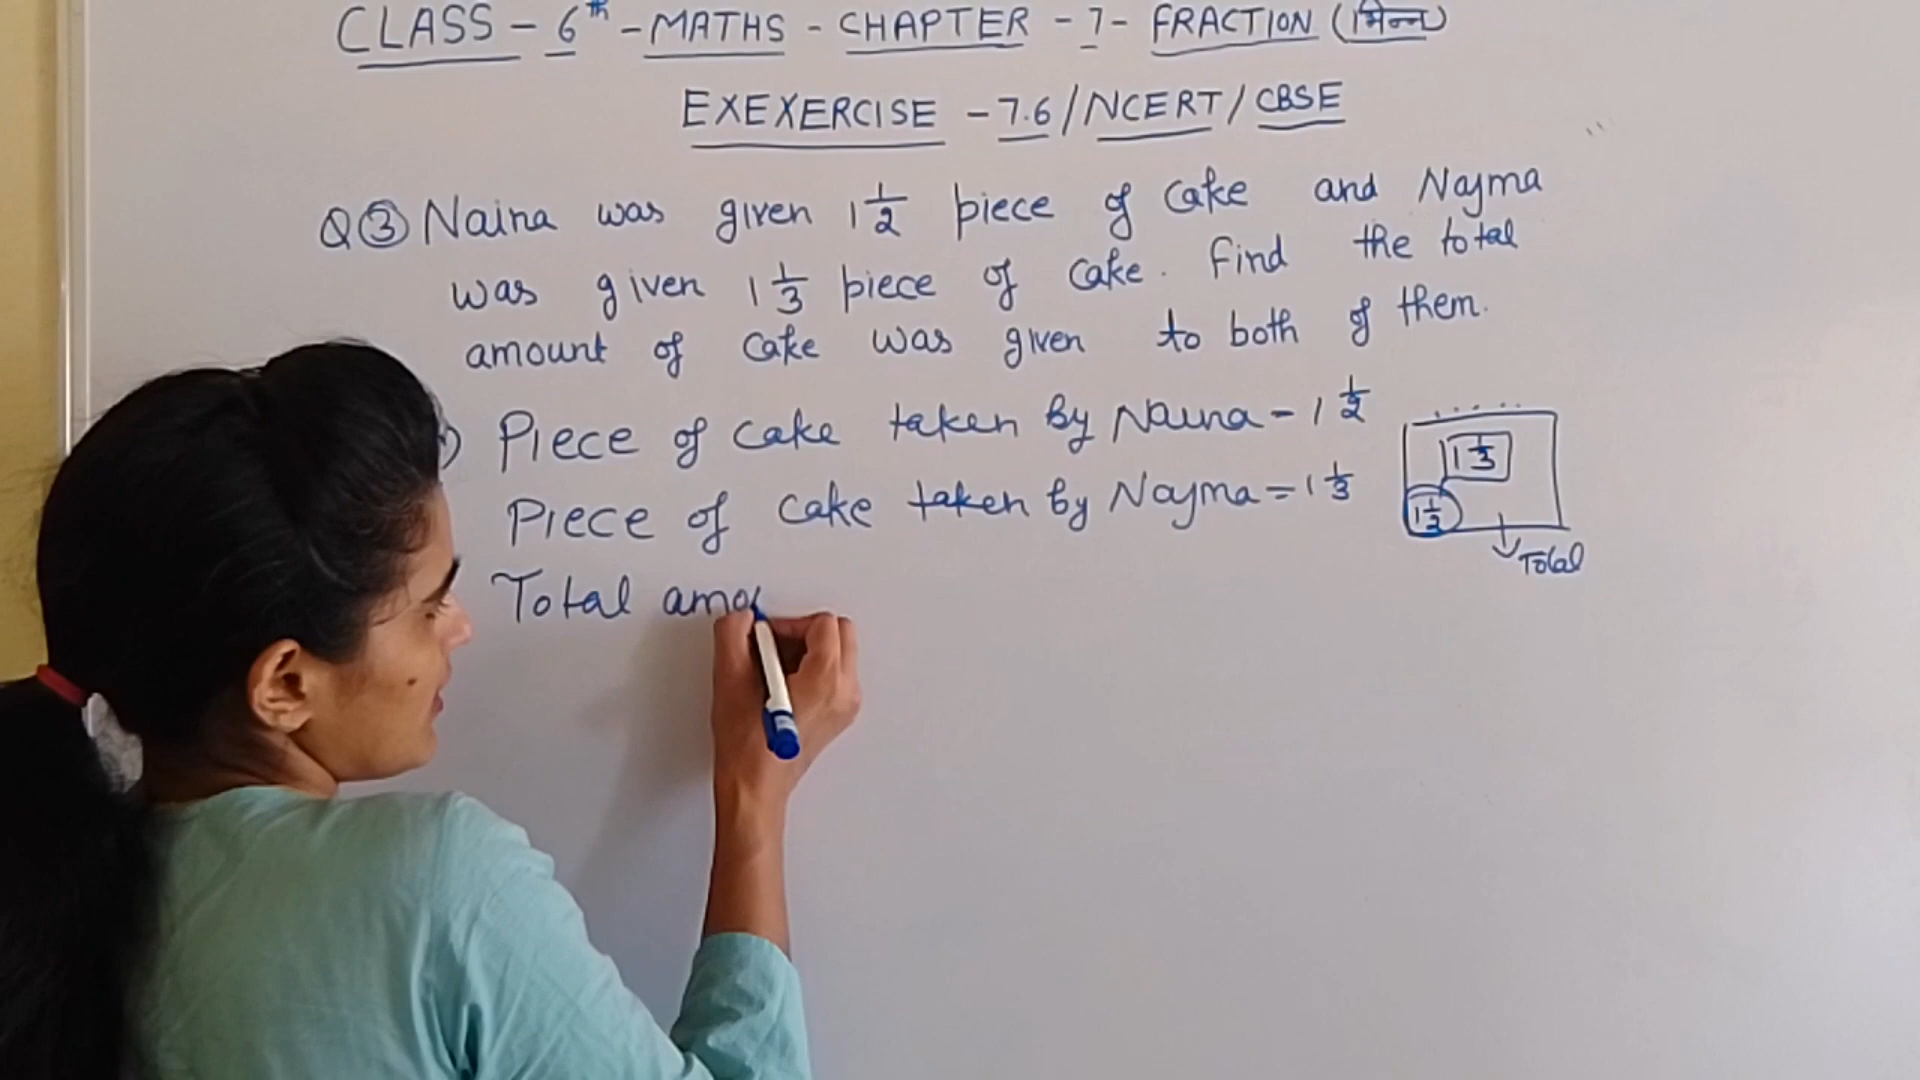 CLASS - 6th - MATHS - CHAPTER - 7 - FRACTION (भिन्न)
EXEXERCISE - 7.6 / NCERT / CBSE
Q③ Naina was given 1 1/2 piece of cake and Najma
was given 1 1/3 piece of cake. Find the total
amount of cake was given to both of them.
) Piece of cake taken by Naina - 1 1/2
Piece of cake taken by Najma = 1 1/3
Total amo
1 1/3
1 1/2
Total